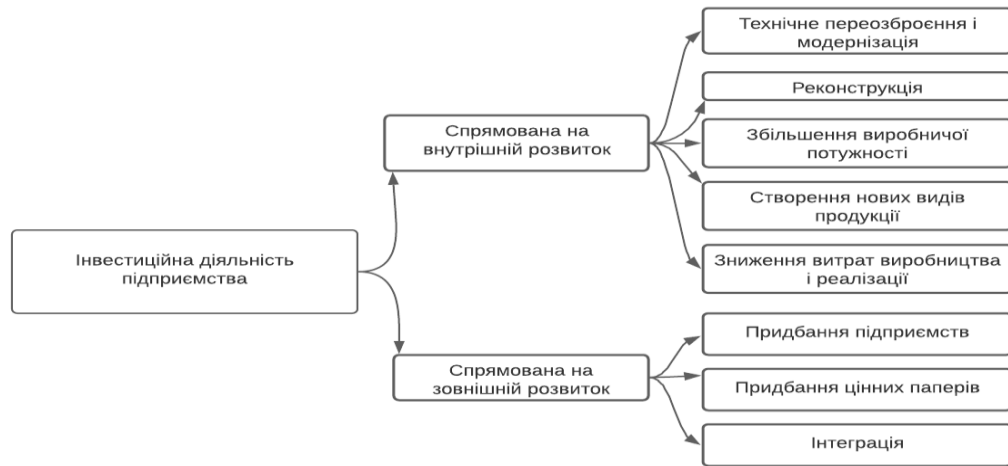 Інвестиційна діяльність
підприємства
Спрямована на
внутрішній розвиток
Технічне переозброєння і
модернізація
Реконструкція
Збільшення виробничої
потужності
Створення нових видів
продукції
Зниження витрат виробництва
і реалізації
Спрямована на
зовнішній розвиток
Придбання підприємств
Придбання цінних паперів
Інтеграція